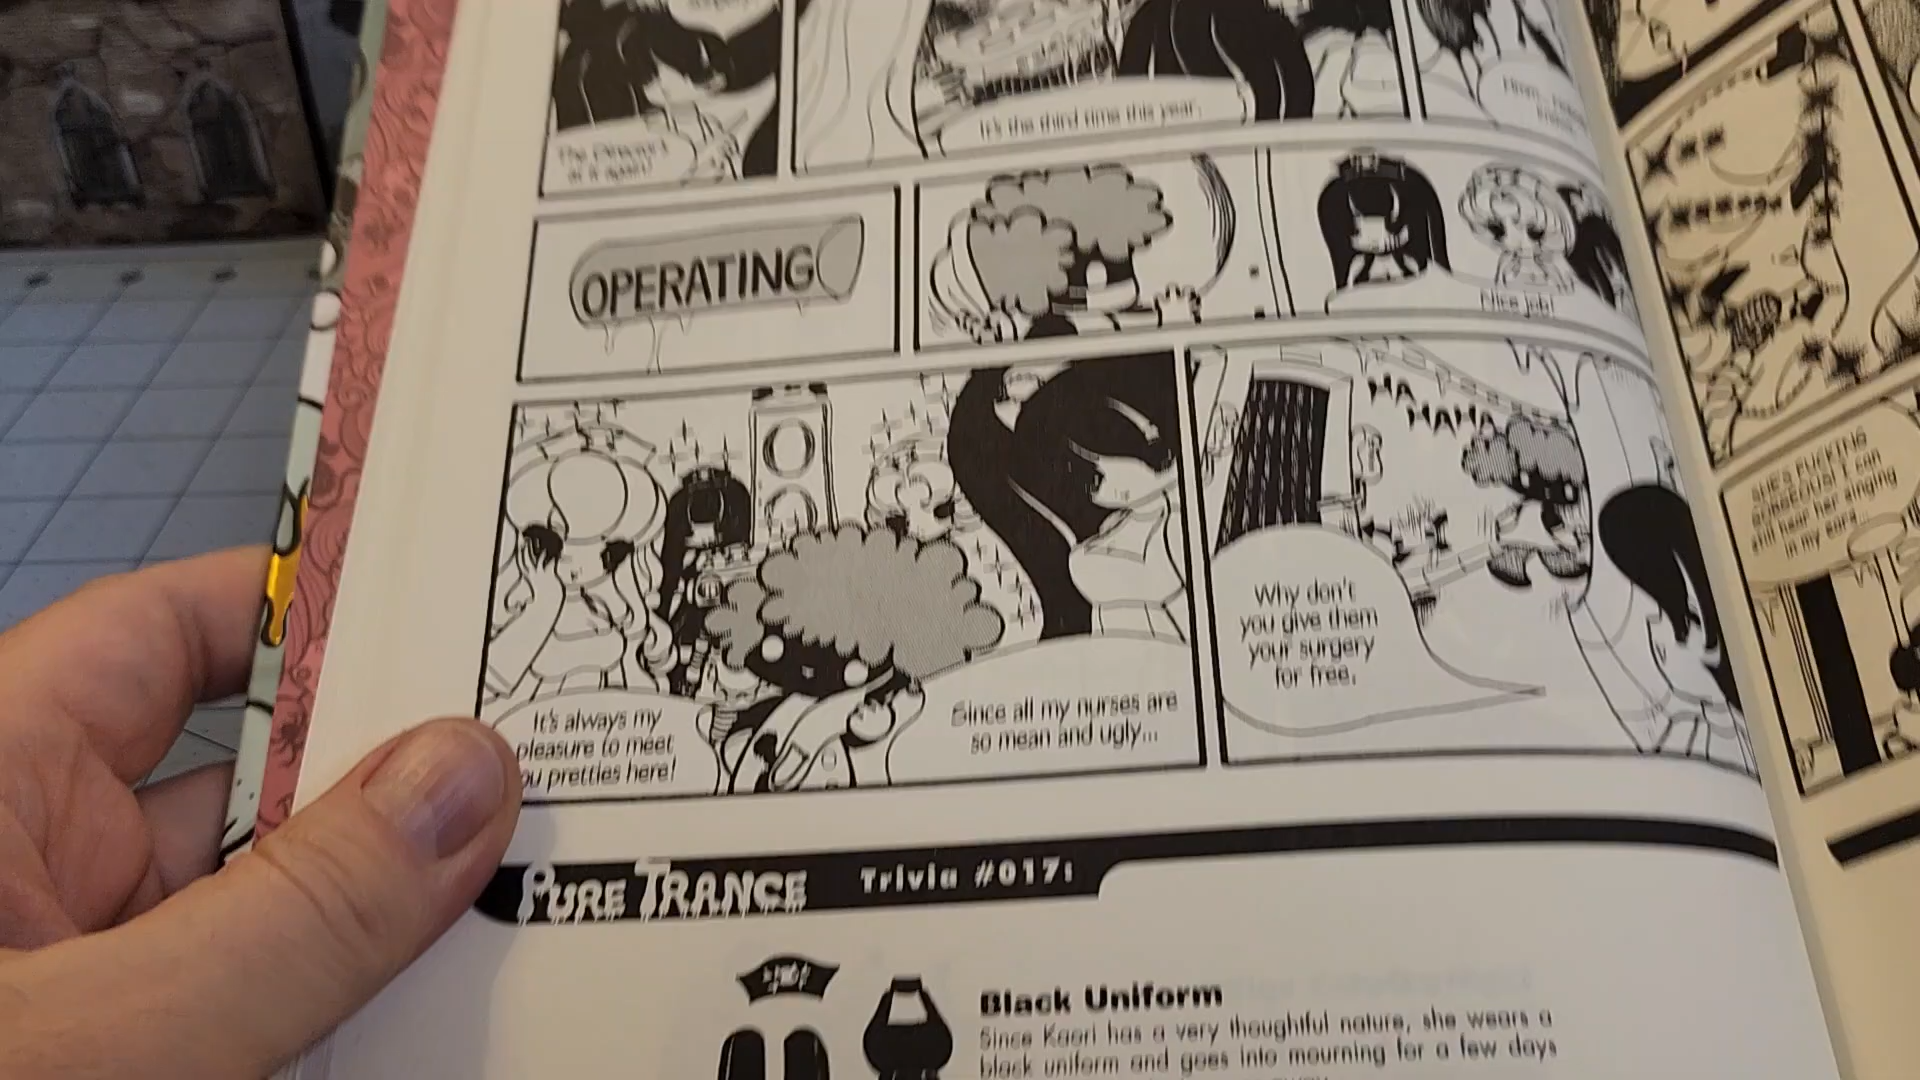 The Director's
at it again!
It's the third time this year.
OPERATING
Nice job!
HA
HAHA
It's always my
pleasure to meet
ou pretties here!
Since all my nurses are
so mean and ugly...
Why don't
you give them
your surgery
for free.
SHE'S FUCKING
GORGEOUS! I can
still hear her singing
in my ears...
PURE TRANCE Trivia #017:
Black Uniform
Since Kaori has a very thoughtful nature, she wears a
black uniform and goes into mourning for a few days